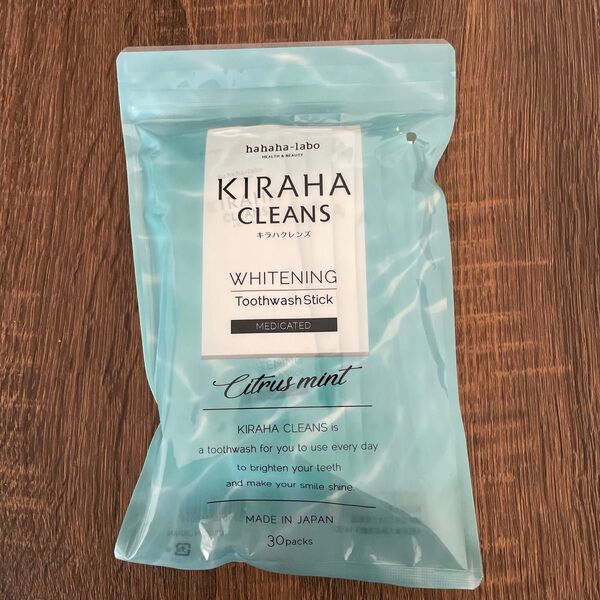 hahaha-labo
HEALTH & BEAUTY
KIRAHA
CLEANS
キラハクレンズ
WHITENING
Toothwash Stick
MEDICATED
Citrus mint
KIRAHA CLEANS is
a toothwash for you to use every day
to brighten your teeth
and make your smile shine.
MADE IN JAPAN
30packs